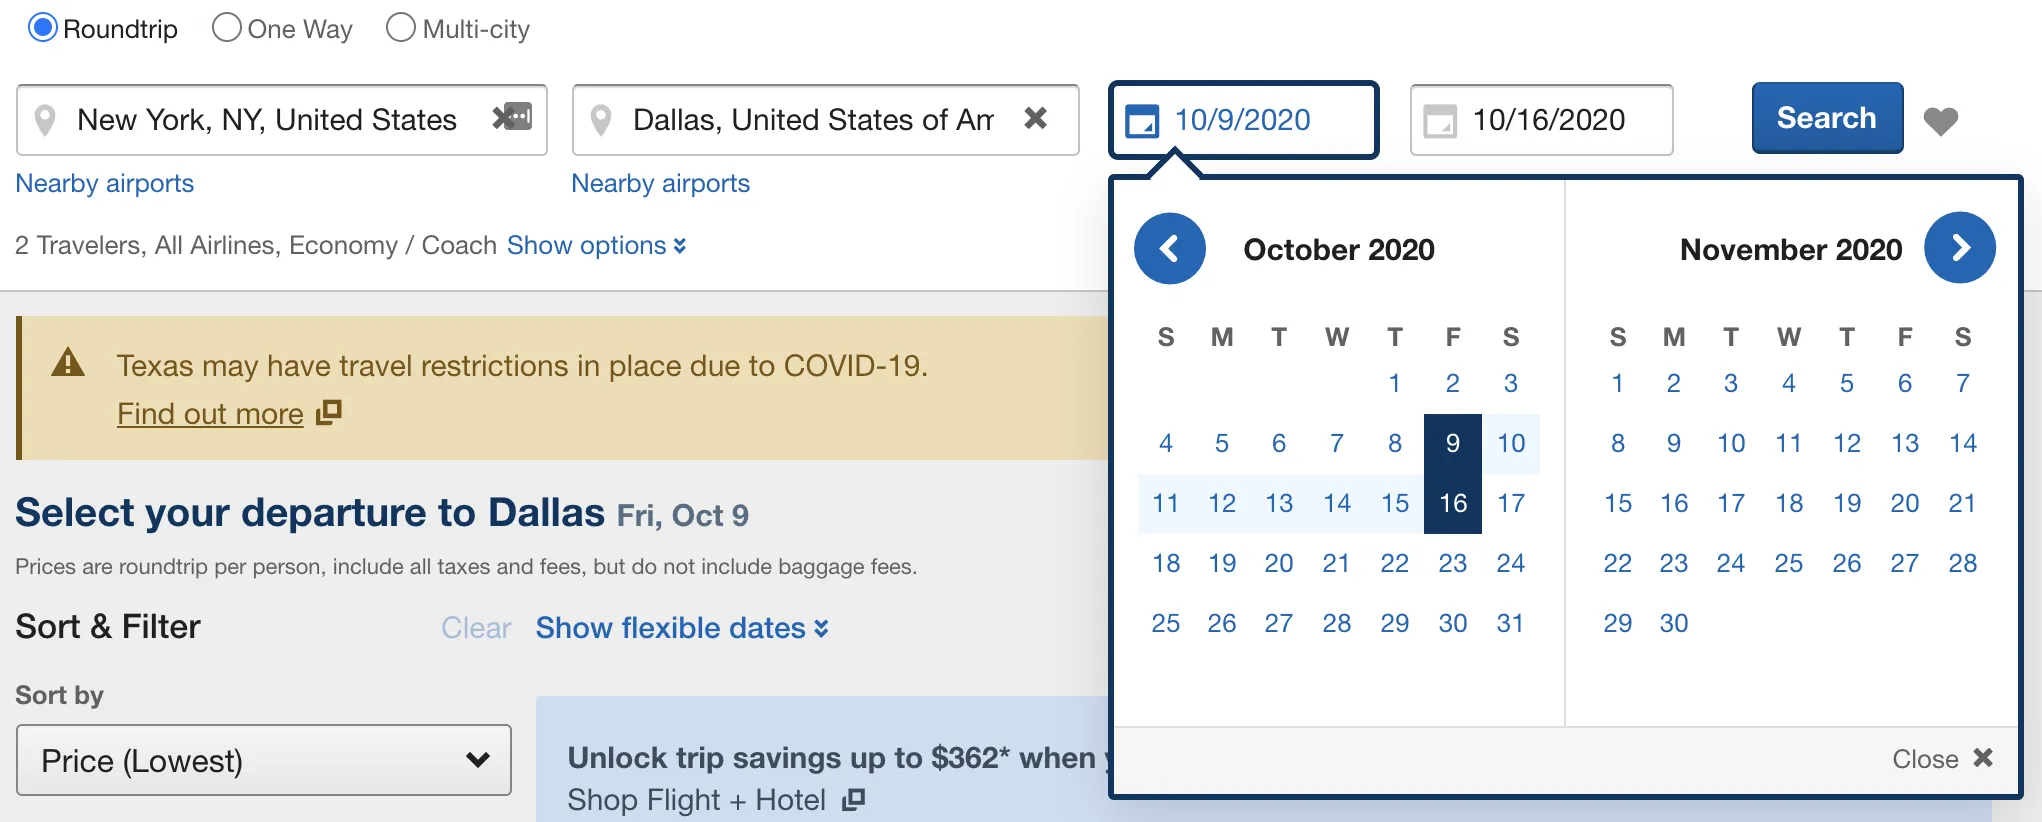 Roundtrip One Way Multi-city
New York, NY, United States
Dallas, United States of Am
10/9/2020
10/16/2020
Search
Nearby airports
Nearby airports
2 Travelers, All Airlines, Economy / Coach Show options
October 2020
S M T W T F S
1 2 3
4 5 6 7 8 9 10
11 12 13 14 15 16 17
18 19 20 21 22 23 24
25 26 27 28 29 30 31
November 2020
S M T W T F S
1 2 3 4 5 6 7
8 9 10 11 12 13 14
15 16 17 18 19 20 21
22 23 24 25 26 27 28
29 30
Close
Texas may have travel restrictions in place due to COVID-19.
Find out more
Select your departure to Dallas Fri, Oct 9
Prices are roundtrip per person, include all taxes and fees, but do not include baggage fees.
Sort & Filter Clear Show flexible dates
Sort by
Price (Lowest)
Unlock trip savings up to $362* when
Shop Flight + Hotel